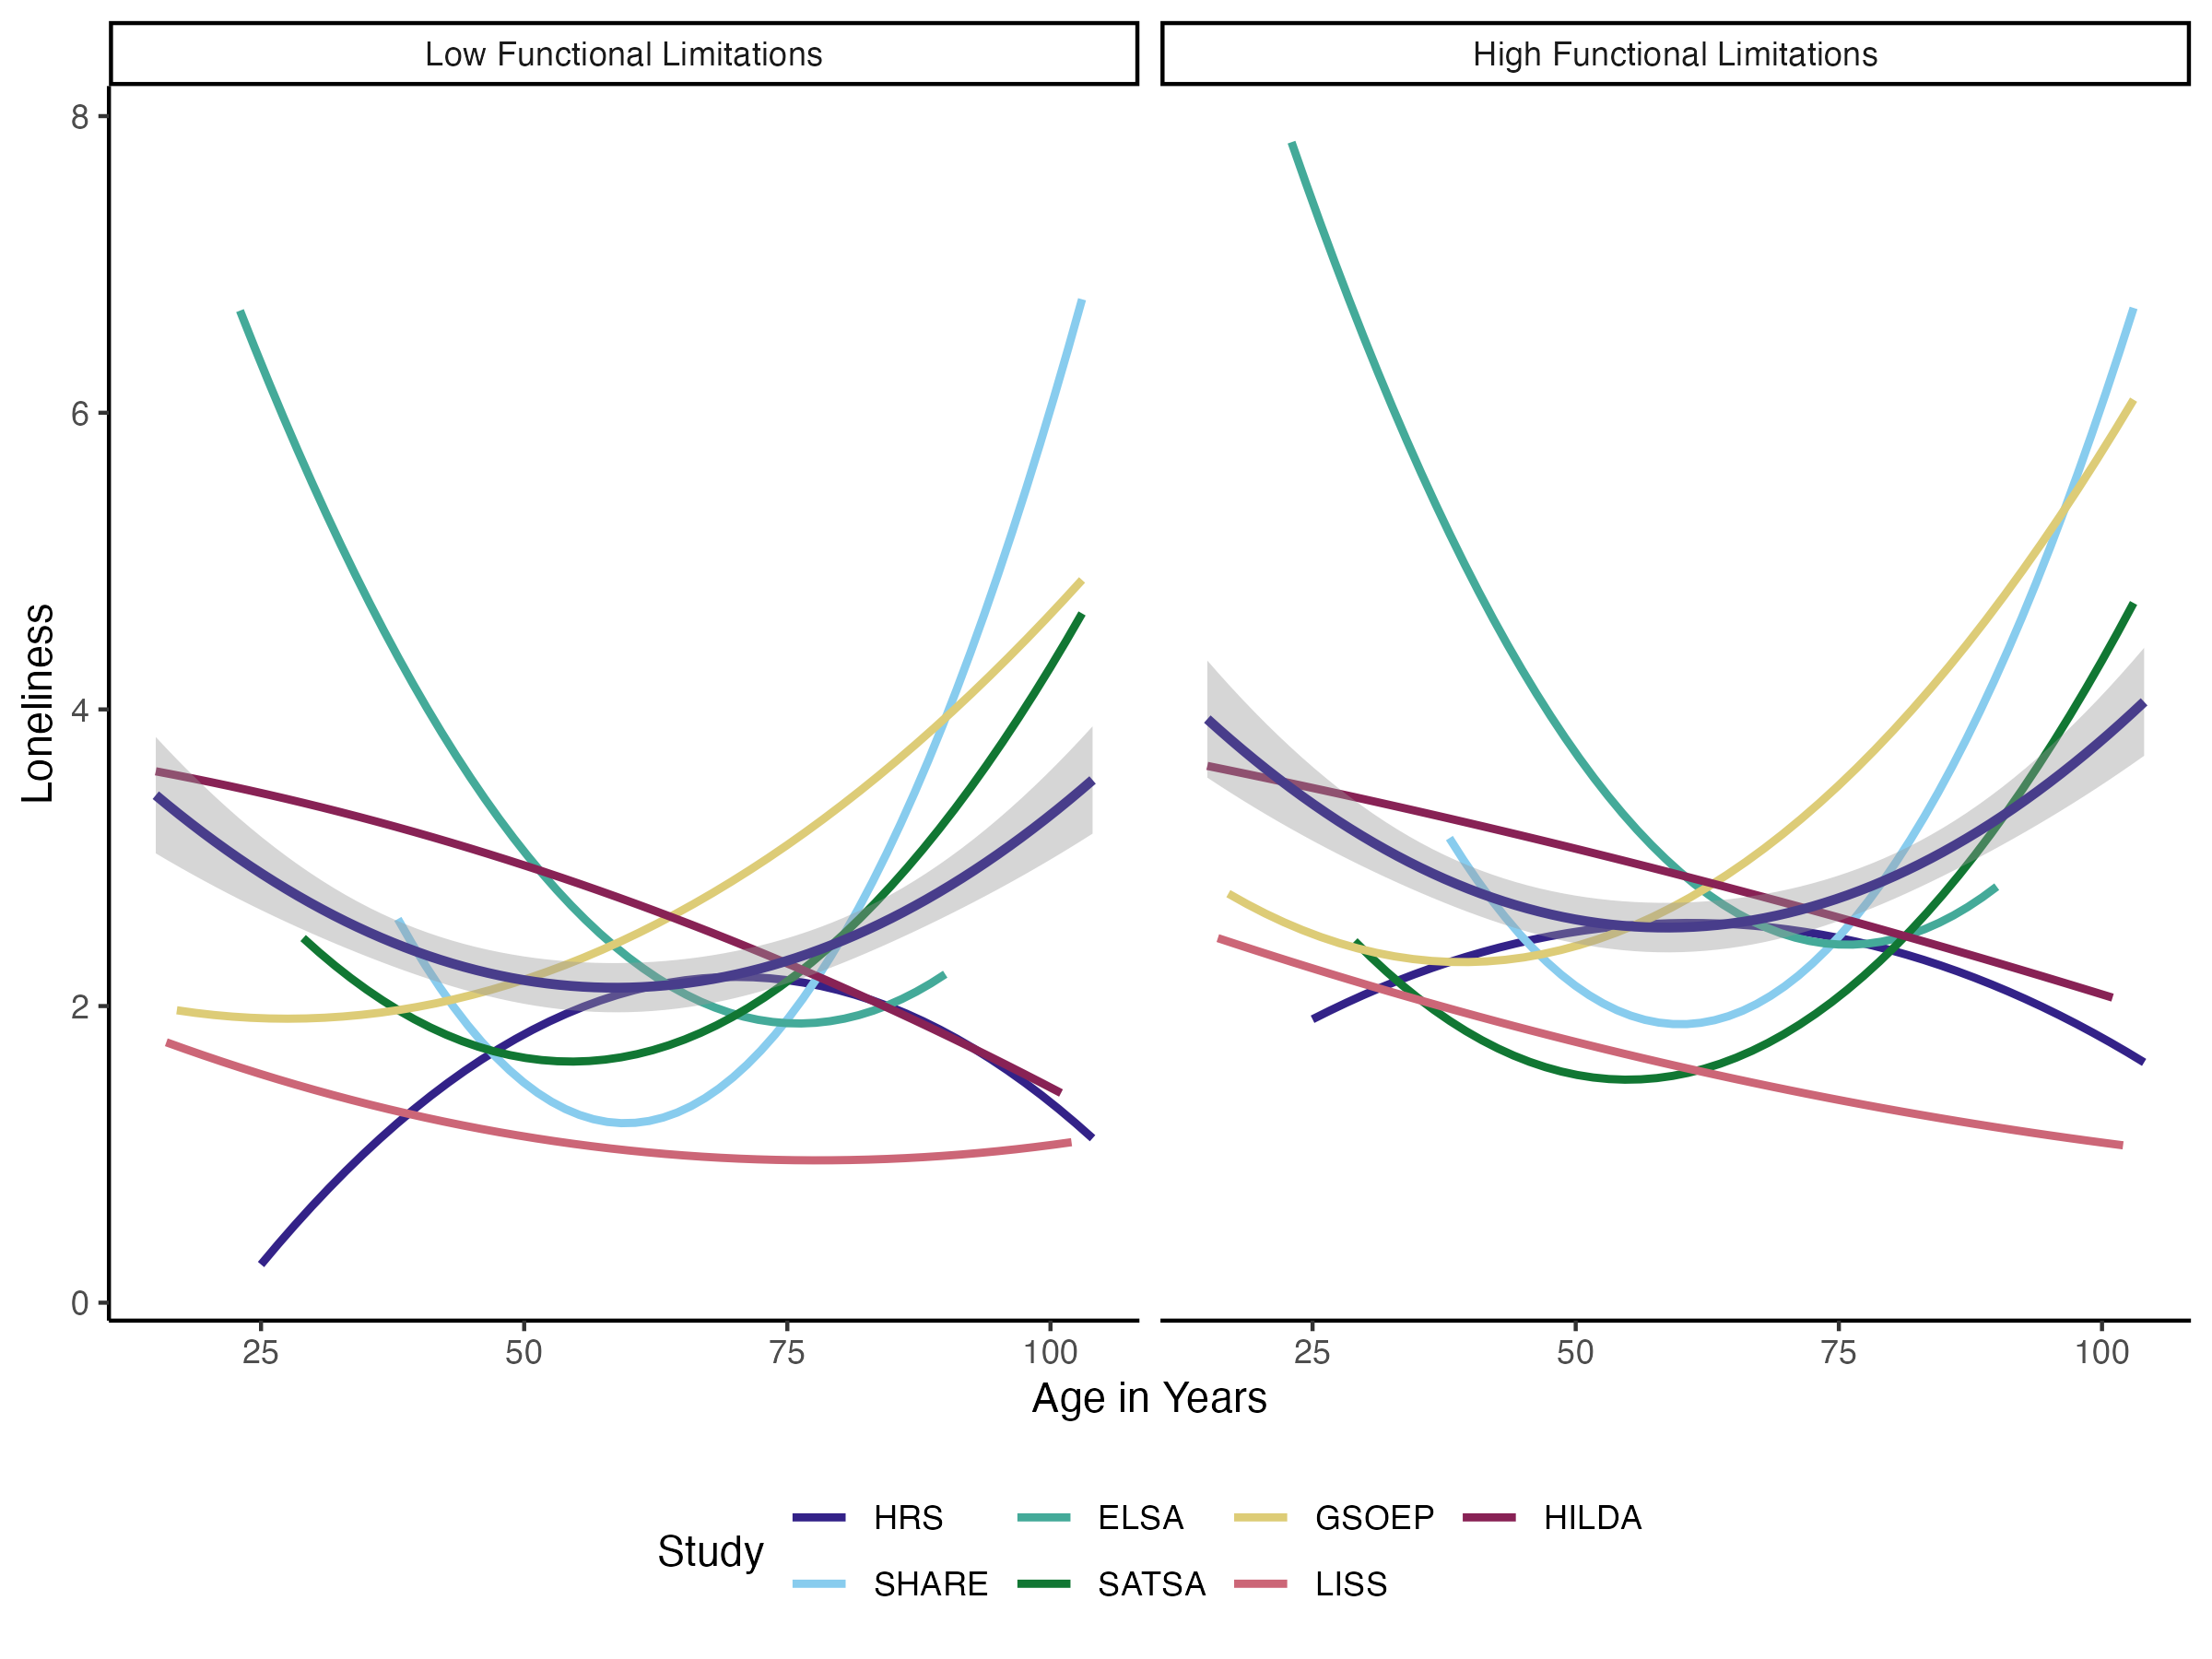 Low Functional Limitations
High Functional Limitations
8
6
4
2
0
Loneliness
25 50 75 100
25 50 75 100
Age in Years
Study
HRS ELSA GSOEP HILDA
SHARE SATSA LISS